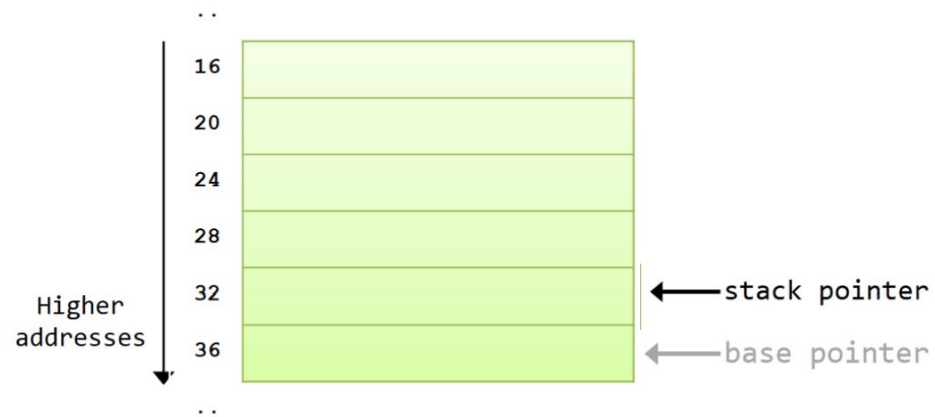 ..
16
20
24
28
32
36
..
Higher
addresses
stack pointer
base pointer